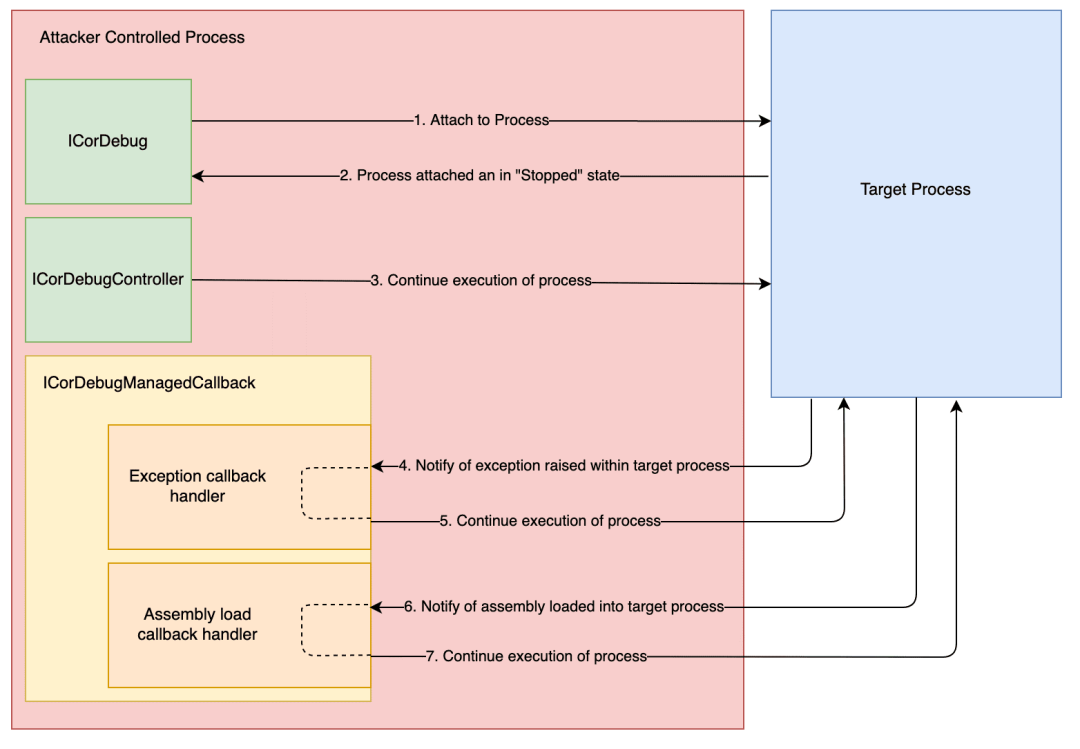 Attacker Controlled Process
ICorDebug
1. Attach to Process
2. Process attached an in "Stopped" state
Target Process
ICorDebugController
3. Continue execution of process
ICorDebugManagedCallback
Exception callback
handler
4. Notify of exception raised within target process
5. Continue execution of process
Assembly load
callback handler
6. Notify of assembly loaded into target process
7. Continue execution of process